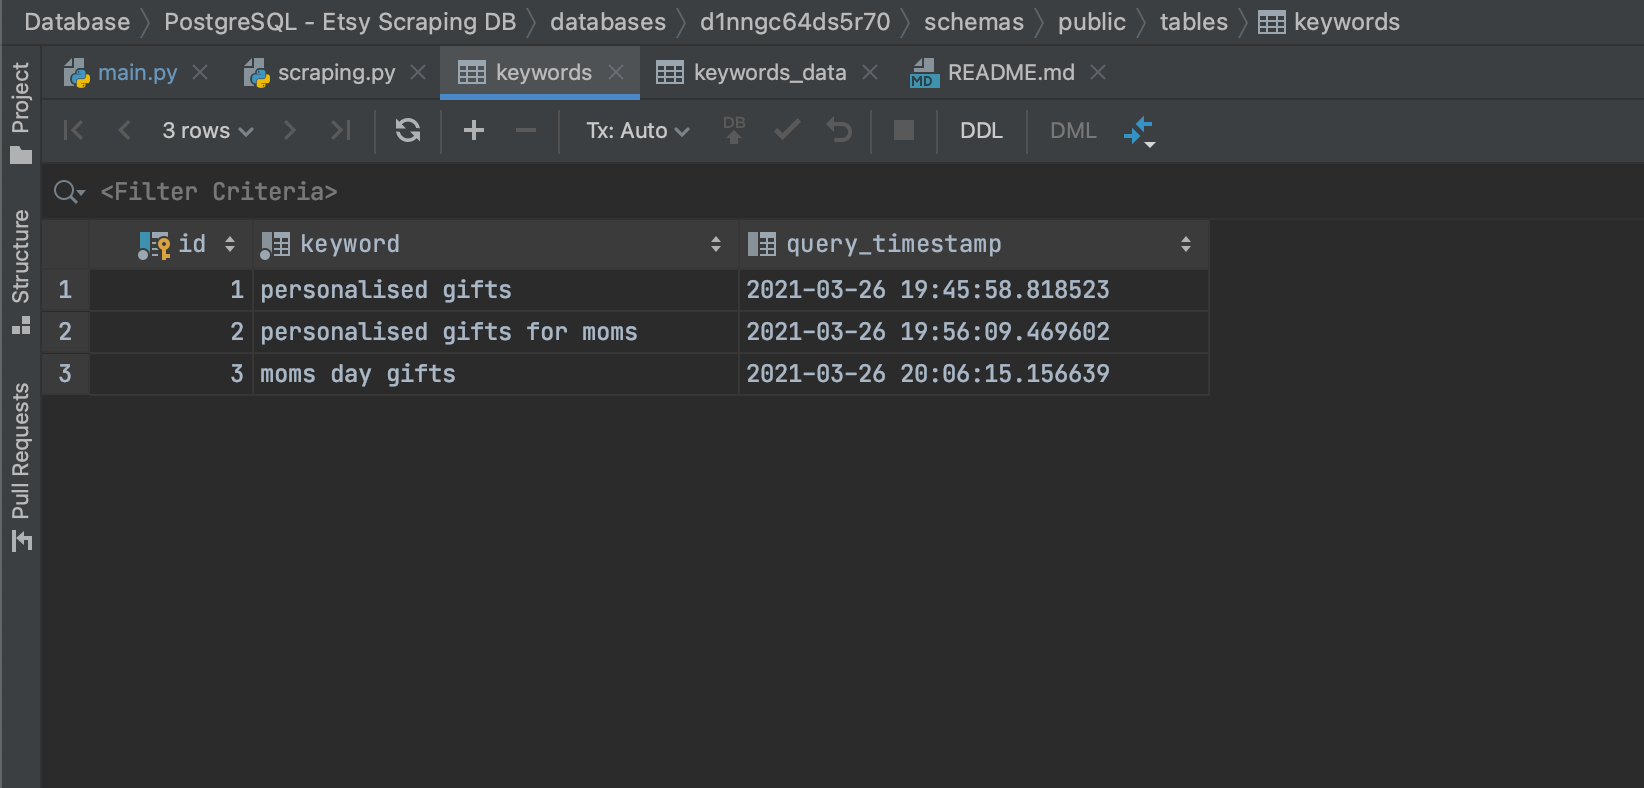 Database PostgreSQL - Etsy Scraping DB databases d1nngc64ds5r70 schemas public tables keywords
main.py scraping.py keywords keywords_data README.md
3 rows Tx: Auto DB DDL DML
<Filter Criteria>
id keyword query_timestamp
1 1 personalised gifts 2021-03-26 19:45:58.818523
2 2 personalised gifts for moms 2021-03-26 19:56:09.469602
3 3 moms day gifts 2021-03-26 20:06:15.156639
Project
Structure
Pull Requests